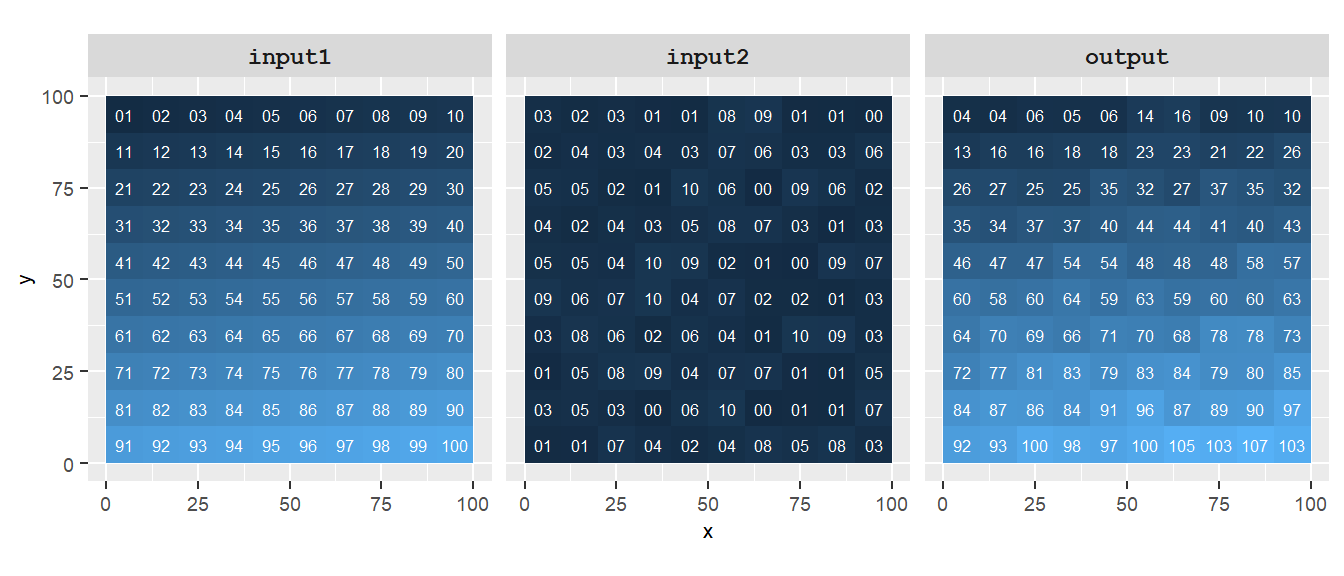 input1 input2 output
100 01 02 03 04 05 06 07 08 09 10 03 02 03 01 01 08 09 01 01 00 04 04 06 05 06 14 16 09 10 10
11 12 13 14 15 16 17 18 19 20 02 04 03 04 03 07 06 03 03 06 13 16 16 18 18 23 23 21 22 26
75 21 22 23 24 25 26 27 28 29 30 05 05 02 01 10 06 00 09 06 02 26 27 25 25 35 32 27 37 35 32
31 32 33 34 35 36 37 38 39 40 04 02 04 03 05 08 07 03 01 03 35 34 37 37 40 44 44 41 40 43
y 41 42 43 44 45 46 47 48 49 50 05 05 04 10 09 02 01 00 09 07 46 47 47 54 54 48 48 48 58 57
50 51 52 53 54 55 56 57 58 59 60 09 06 07 10 04 07 02 02 01 03 60 58 60 64 59 63 59 60 60 63
61 62 63 64 65 66 67 68 69 70 03 08 06 02 06 04 01 10 09 03 64 70 69 66 71 70 68 78 78 73
25 71 72 73 74 75 76 77 78 79 80 01 05 08 09 04 07 07 01 01 05 72 77 81 83 79 83 84 79 80 85
81 82 83 84 85 86 87 88 89 90 03 05 03 00 06 10 00 01 01 07 84 87 86 84 91 96 87 89 90 97
0 91 92 93 94 95 96 97 98 99 100 01 01 07 04 02 04 08 05 08 03 92 93 100 98 97 100 105 103 107 103
0 25 50 75 100 0 25 50 75 100 0 25 50 75 100
x